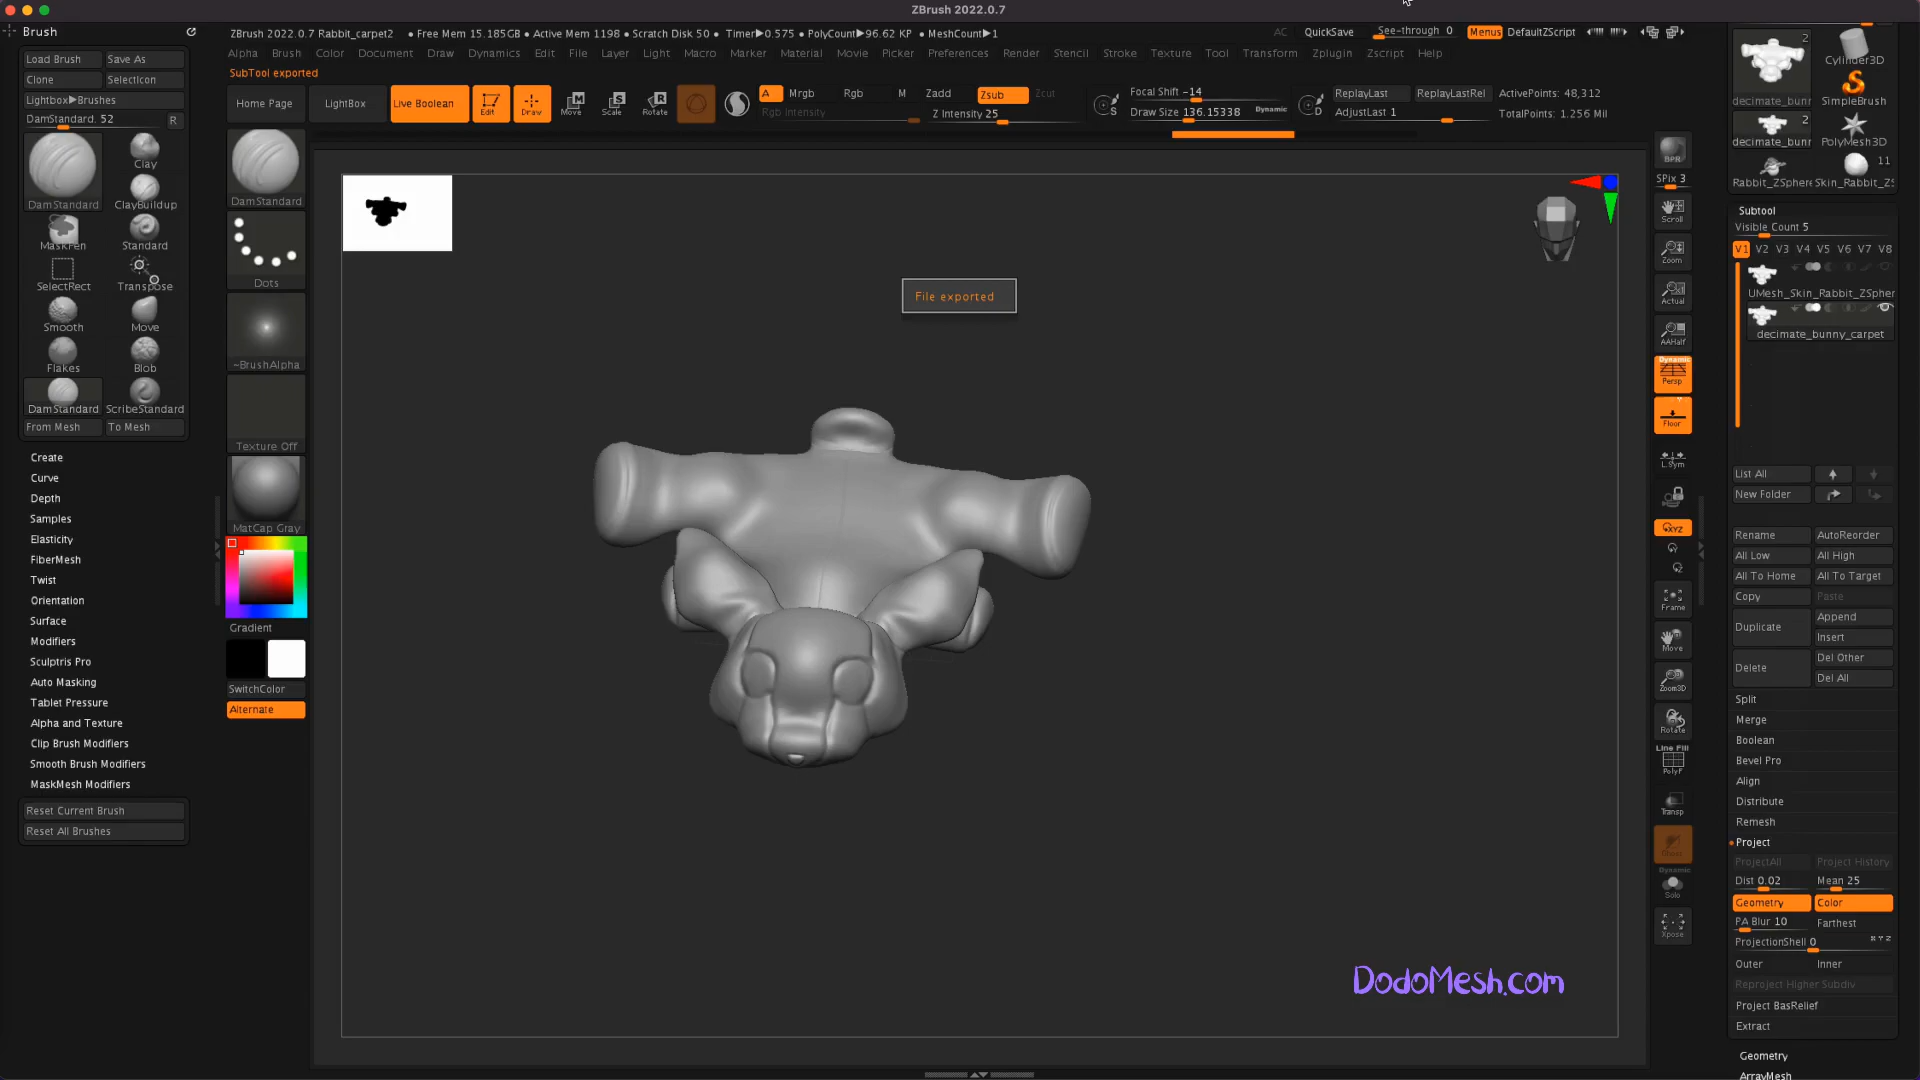 ZBrush 2022.0.7
Brush
ZBrush 2022.0.7 Rabbit_carpet2 • Free Mem 15.185GB • Active Mem 1198 • Scratch Disk 50 • Timer▶0.575 • PolyCount▶96.62 KP • MeshCount▶1
AC QuickSave See-through 0 Menus DefaultZScript
Alpha Brush Color Document Draw Dynamics Edit File Layer Light Macro Marker Material Movie Picker Preferences Render Stencil Stroke Texture Tool Transform Zplugin Zscript Help
SubTool exported
Load Brush Save As
Clone SelectIcon
Lightbox▶Brushes
DamStandard. 52 R
Clay
DamStandard ClayBuildup
MaskPen Standard
SelectRect Transpose
Smooth Move
Flakes Blob
DamStandard ScribeStandard
From Mesh To Mesh
Create
Curve
Depth
Samples
Elasticity
FiberMesh
Twist
Orientation
Surface
Modifiers
Sculptris Pro
Auto Masking
Tablet Pressure
Alpha and Texture
Clip Brush Modifiers
Smooth Brush Modifiers
MaskMesh Modifiers
Reset Current Brush
Reset All Brushes
Home Page LightBox Live Boolean Edit Draw Move Scale Rotate
A Mrgb Rgb M Zadd Zsub Zcut
Rgb Intensity Z Intensity 25
Focal Shift -14
Draw Size 136.15338 Dynamic
ReplayLast ReplayLastRel ActivePoints: 48,312
AdjustLast 1 TotalPoints: 1.256 Mil
DamStandard
Dots
~BrushAlpha
Texture Off
MatCap Gray
Gradient
SwitchColor
Alternate
File exported
DodoMesh.com
BPR
SPix 3
Scroll
Zoom
Actual
AAHalf
Dynamic
Persp
Floor
L.Sym
XYZ
Frame
Move
Zoom3D
Rotate
Line Fill
PolyF
Transp
Ghost
Dynamic
Solo
Xpose
2
Cylinder3D
decimate_bunn SimpleBrush
2
decimate_bunn PolyMesh3D
11
Rabbit_ZSphere Skin_Rabbit_ZS
Subtool
Visible Count 5
V1 V2 V3 V4 V5 V6 V7 V8
UMesh_Skin_Rabbit_ZSpher
decimate_bunny_carpet
List All
New Folder
Rename AutoReorder
All Low All High
All To Home All To Target
Copy Paste
Duplicate Append
Insert
Delete Del Other
Del All
Split
Merge
Boolean
Bevel Pro
Align
Distribute
Remesh
Project
ProjectAll Project History
Dist 0.02 Mean 25
Geometry Color
PA Blur 10 Farthest
ProjectionShell 0 X Y Z
Outer Inner
Reproject Higher Subdiv
Project BasRelief
Extract
Geometry
ArrayMesh